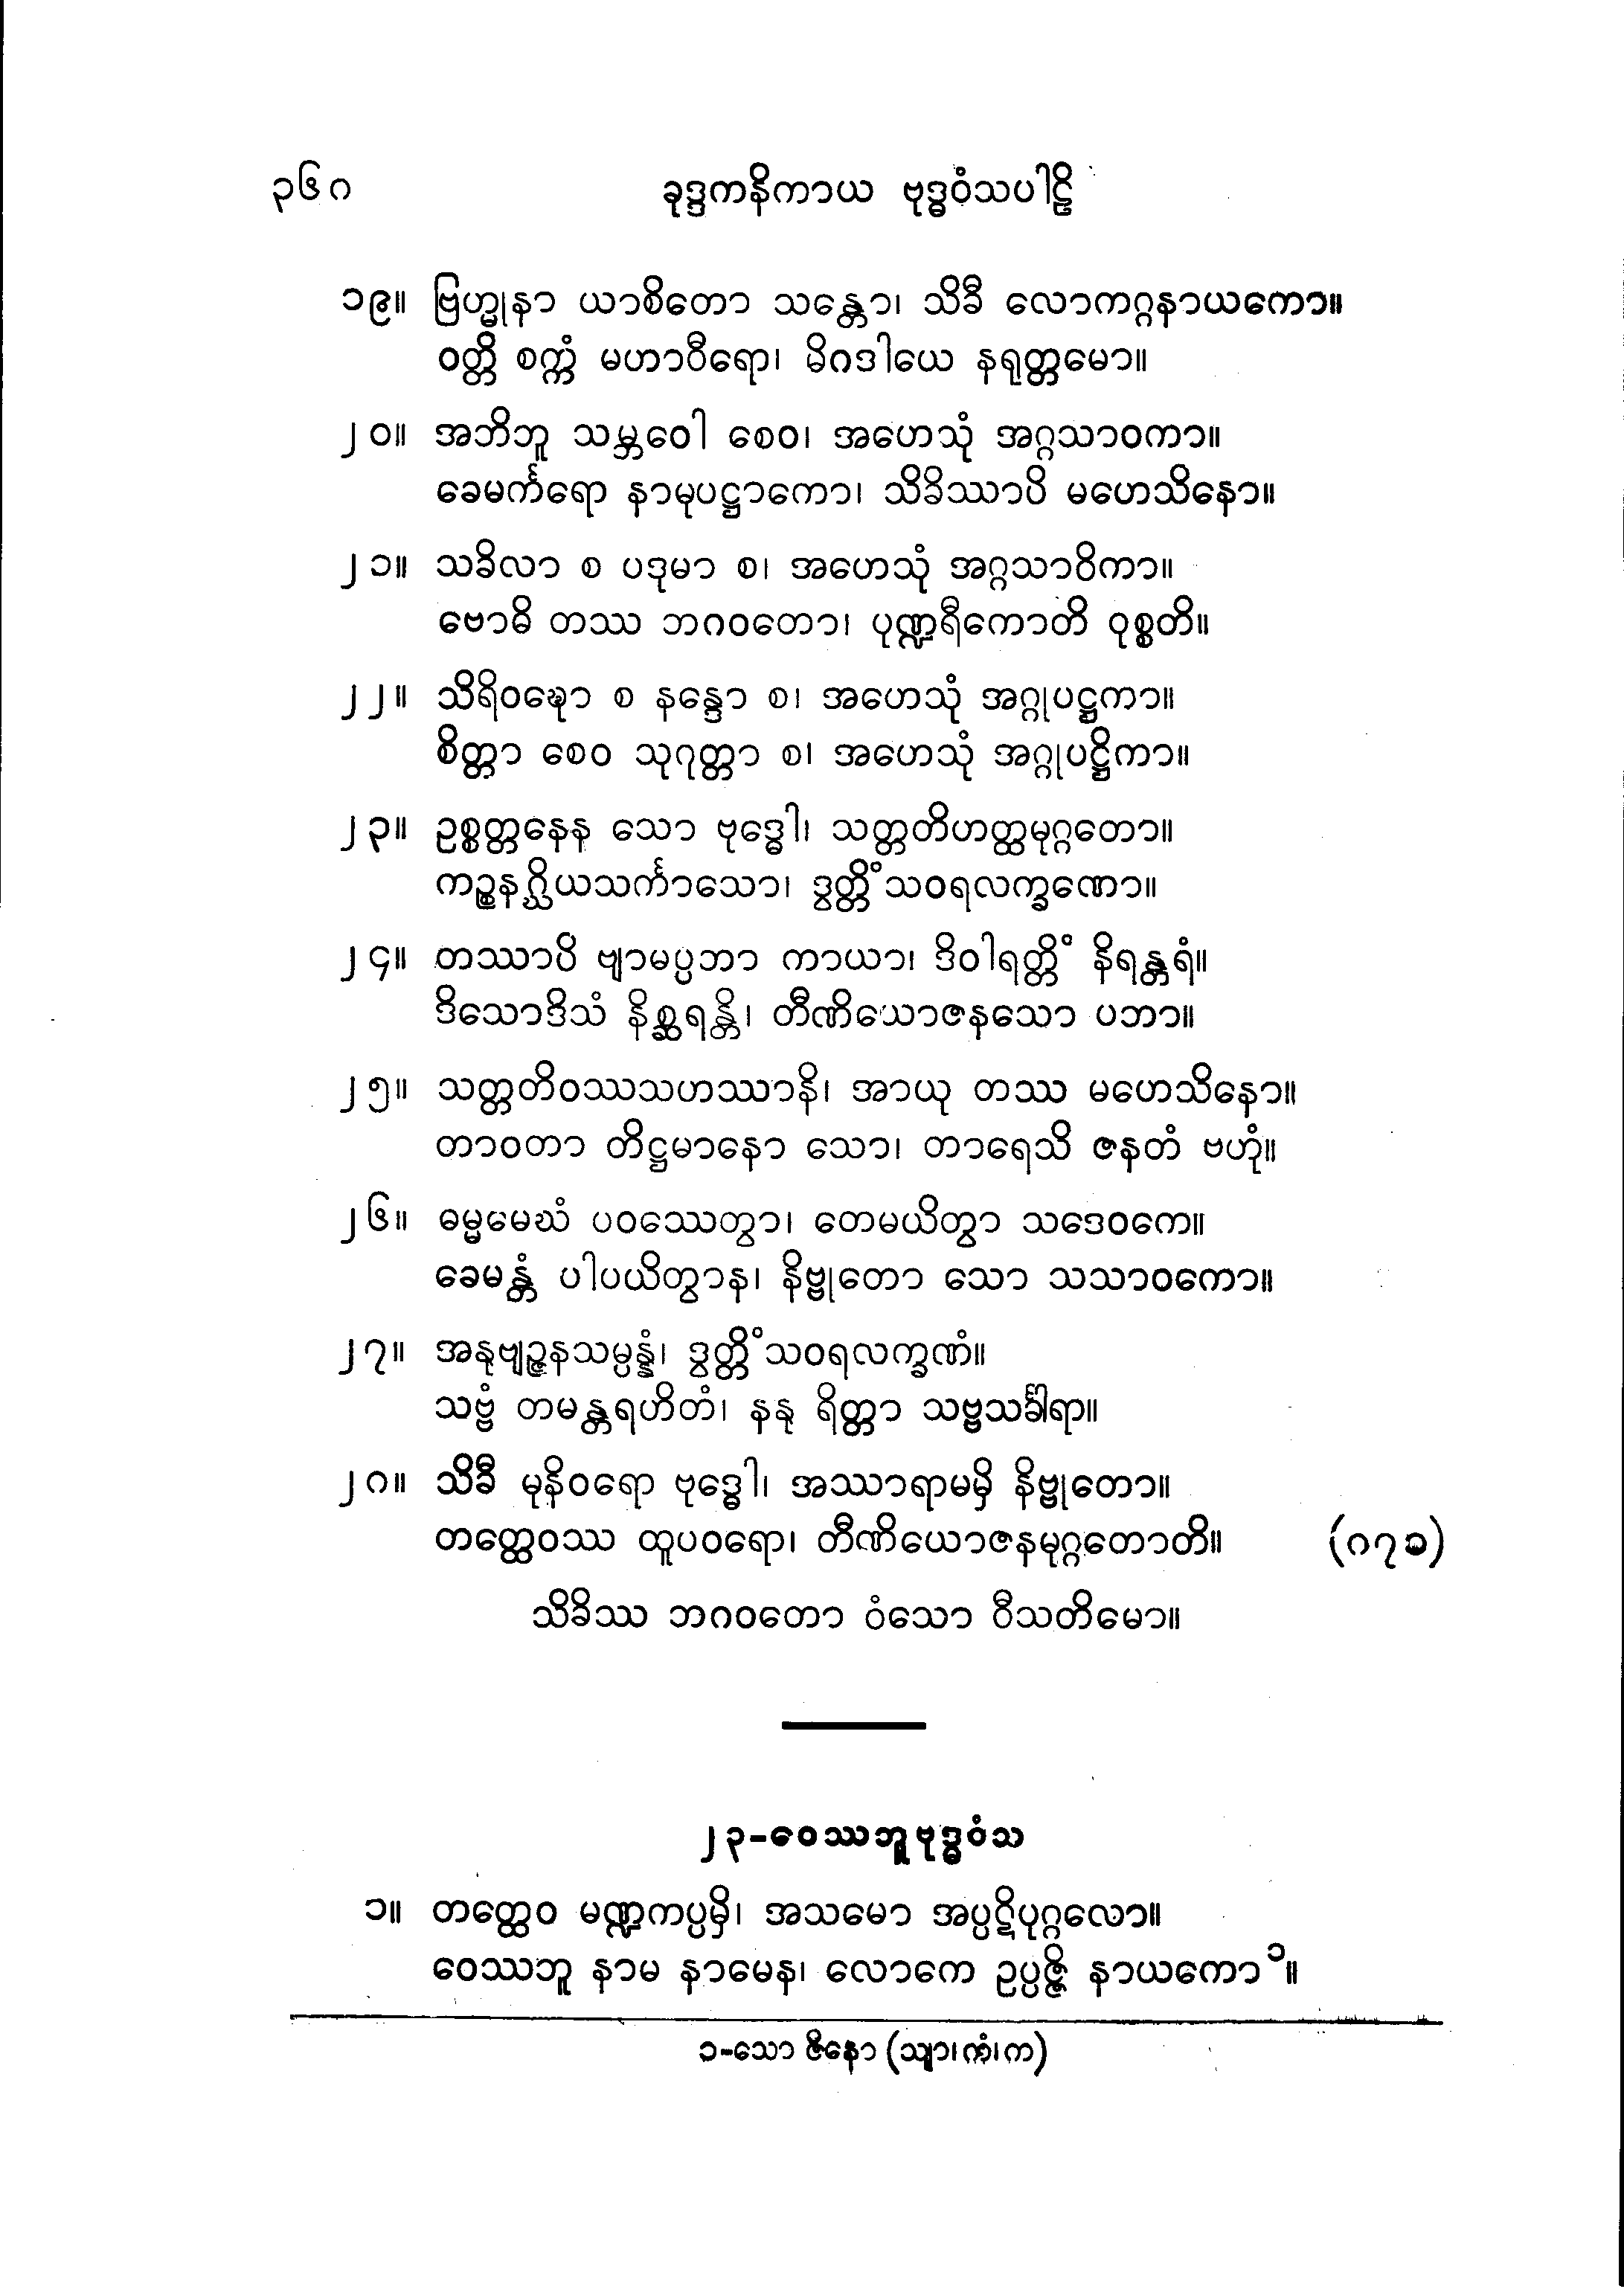 ၃၆ဂ ခုဒ္ဒကနိကာယ ဗုဒ္ဓဝံသပါဠိ
၁၉။ ဗြဟ္မုနာ ယာစိတော သန္တော၊ သိခီ လောကဂ္ဂနာယကော။
ဝတ္တိ စက္ကံ မဟာဝီရော၊ မိဂဒါယေ နရုတ္တမော။
၂၀။ အဘိဘူ သမ္ဘဝေါ စေဝ၊ အဟေသုံ အဂ္ဂသာဝကာ။
ခေမင်္ကရော နာမုပဋ္ဌာကော၊ သိခိဿာပိ မဟေသိနော။
၂၁။ သခိလာ စ ပဒုမာ စ၊ အဟေသုံ အဂ္ဂသာဝိကာ။
ဗောဓိ တဿ ဘဂဝတော၊ ပုဏ္ဍရီကောတိ ဝုစ္စတိ။
၂၂။ သိရိဝဍ္ဎော စ နန္ဒော စ၊ အဟေသုံ အဂ္ဂုပဋ္ဌကာ။
စိတ္တာ စေဝ သုဂုတ္တာ စ၊ အဟေသုံ အဂ္ဂုပဋ္ဌိကာ။
၂၃။ ဥစ္စတ္တနေန သော ဗုဒ္ဓေါ၊ သတ္တတိဟတ္ထမုဂ္ဂတော။
ကဉ္စနဂ္ဃိယသင်္ကာသော၊ ဒွတ္တိံသဝရလက္ခဏော။
၂၄။ တဿာပိ ဗျာမပ္ပဘာ ကာယာ၊ ဒိဝါရတ္တိံ နိရန္တရံ။
ဒိသောဒိသံ နိစ္ဆရန္တိ၊ တီဏိယောဇနသော ပဘာ။
၂၅။ သတ္တတိဝဿသဟဿာနိ၊ အာယု တဿ မဟေသိနော။
တာဝတာ တိဋ္ဌမာနော သော၊ တာရေသိ ဇနတံ ဗဟုံ။
၂၆။ ဓမ္မမေဃံ ပဝဿေတွာ၊ တေမယိတွာ သဒေဝကေ။
ခေမန္တံ ပါပယိတွာန၊ နိဗ္ဗုတော သော သသာဝကော။
၂၇။ အနုဗျဉ္ဇနသမ္ပန္နံ၊ ဒွတ္တိံသဝရလက္ခဏံ။
သဗ္ဗံ တမန္တရဟိတံ၊ နနု ရိတ္တာ သဗ္ဗသင်္ခါရာ။
၂ဂ။ သိခီ မုနိဝရော ဗုဒ္ဓေါ၊ အဿာရာမမှိ နိဗ္ဗုတော။
တတ္ထေဝဿ ထူပဝရော၊ တီဏိယောဇနမုဂ္ဂတောတိ။ (ဂ၇၁)
သိခိဿ ဘဂဝတော ဝံသော ဝီသတိမော။
၂၃-ဝေဿဘူဗုဒ္ဓဝံသ
၁။ တတ္ထေဝ မဏ္ဍကပ္ပမှိ၊ အသမော အပ္ပဋိပုဂ္ဂလော။
ဝေဿဘူ နာမ နာမေန၊ လောကေ ဥပ္ပဇ္ဇိ နာယကော ၁။
၁-သော ဇိနော (သျာ၊ကံ၊က)